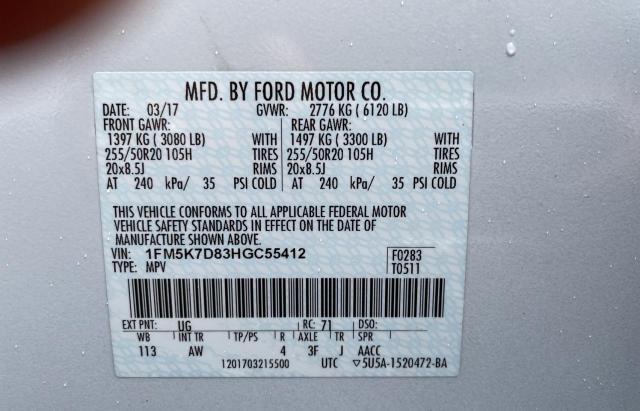 MFD. BY FORD MOTOR CO.
DATE: 03/17 GVWR: 2776 KG ( 6120 LB)
FRONT GAWR: REAR GAWR:
1397 KG ( 3080 LB) WITH 1497 KG ( 3300 LB) WITH
255/50R20 105H TIRES 255/50R20 105H TIRES
20x8.5J RIMS 20x8.5J RIMS
AT 240 kPa/ 35 PSI COLD AT 240 kPa/ 35 PSI COLD
THIS VEHICLE CONFORMS TO ALL APPLICABLE FEDERAL MOTOR
VEHICLE SAFETY STANDARDS IN EFFECT ON THE DATE OF
MANUFACTURE SHOWN ABOVE.
VIN: 1FM5K7D83HGC55412 F0283
TYPE: MPV T0511
EXT PNT: UG RC: 71 DSO:
WB INT TR TP/PS R AXLE TR SPR
113 AW 4 3F J AACC
1201703215500 UTC ▽5U5A-1520472-BA